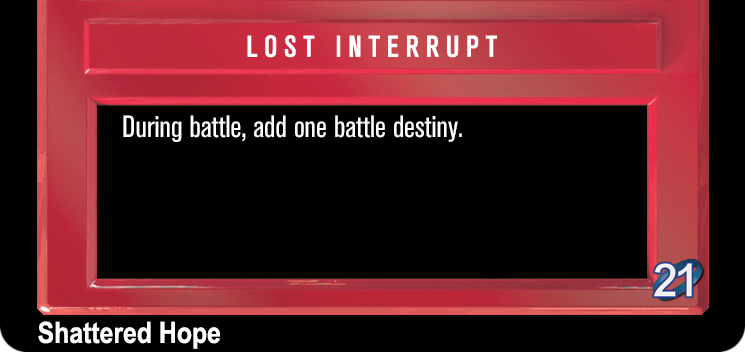 LOST INTERRUPT
During battle, add one battle destiny.
21
Shattered Hope